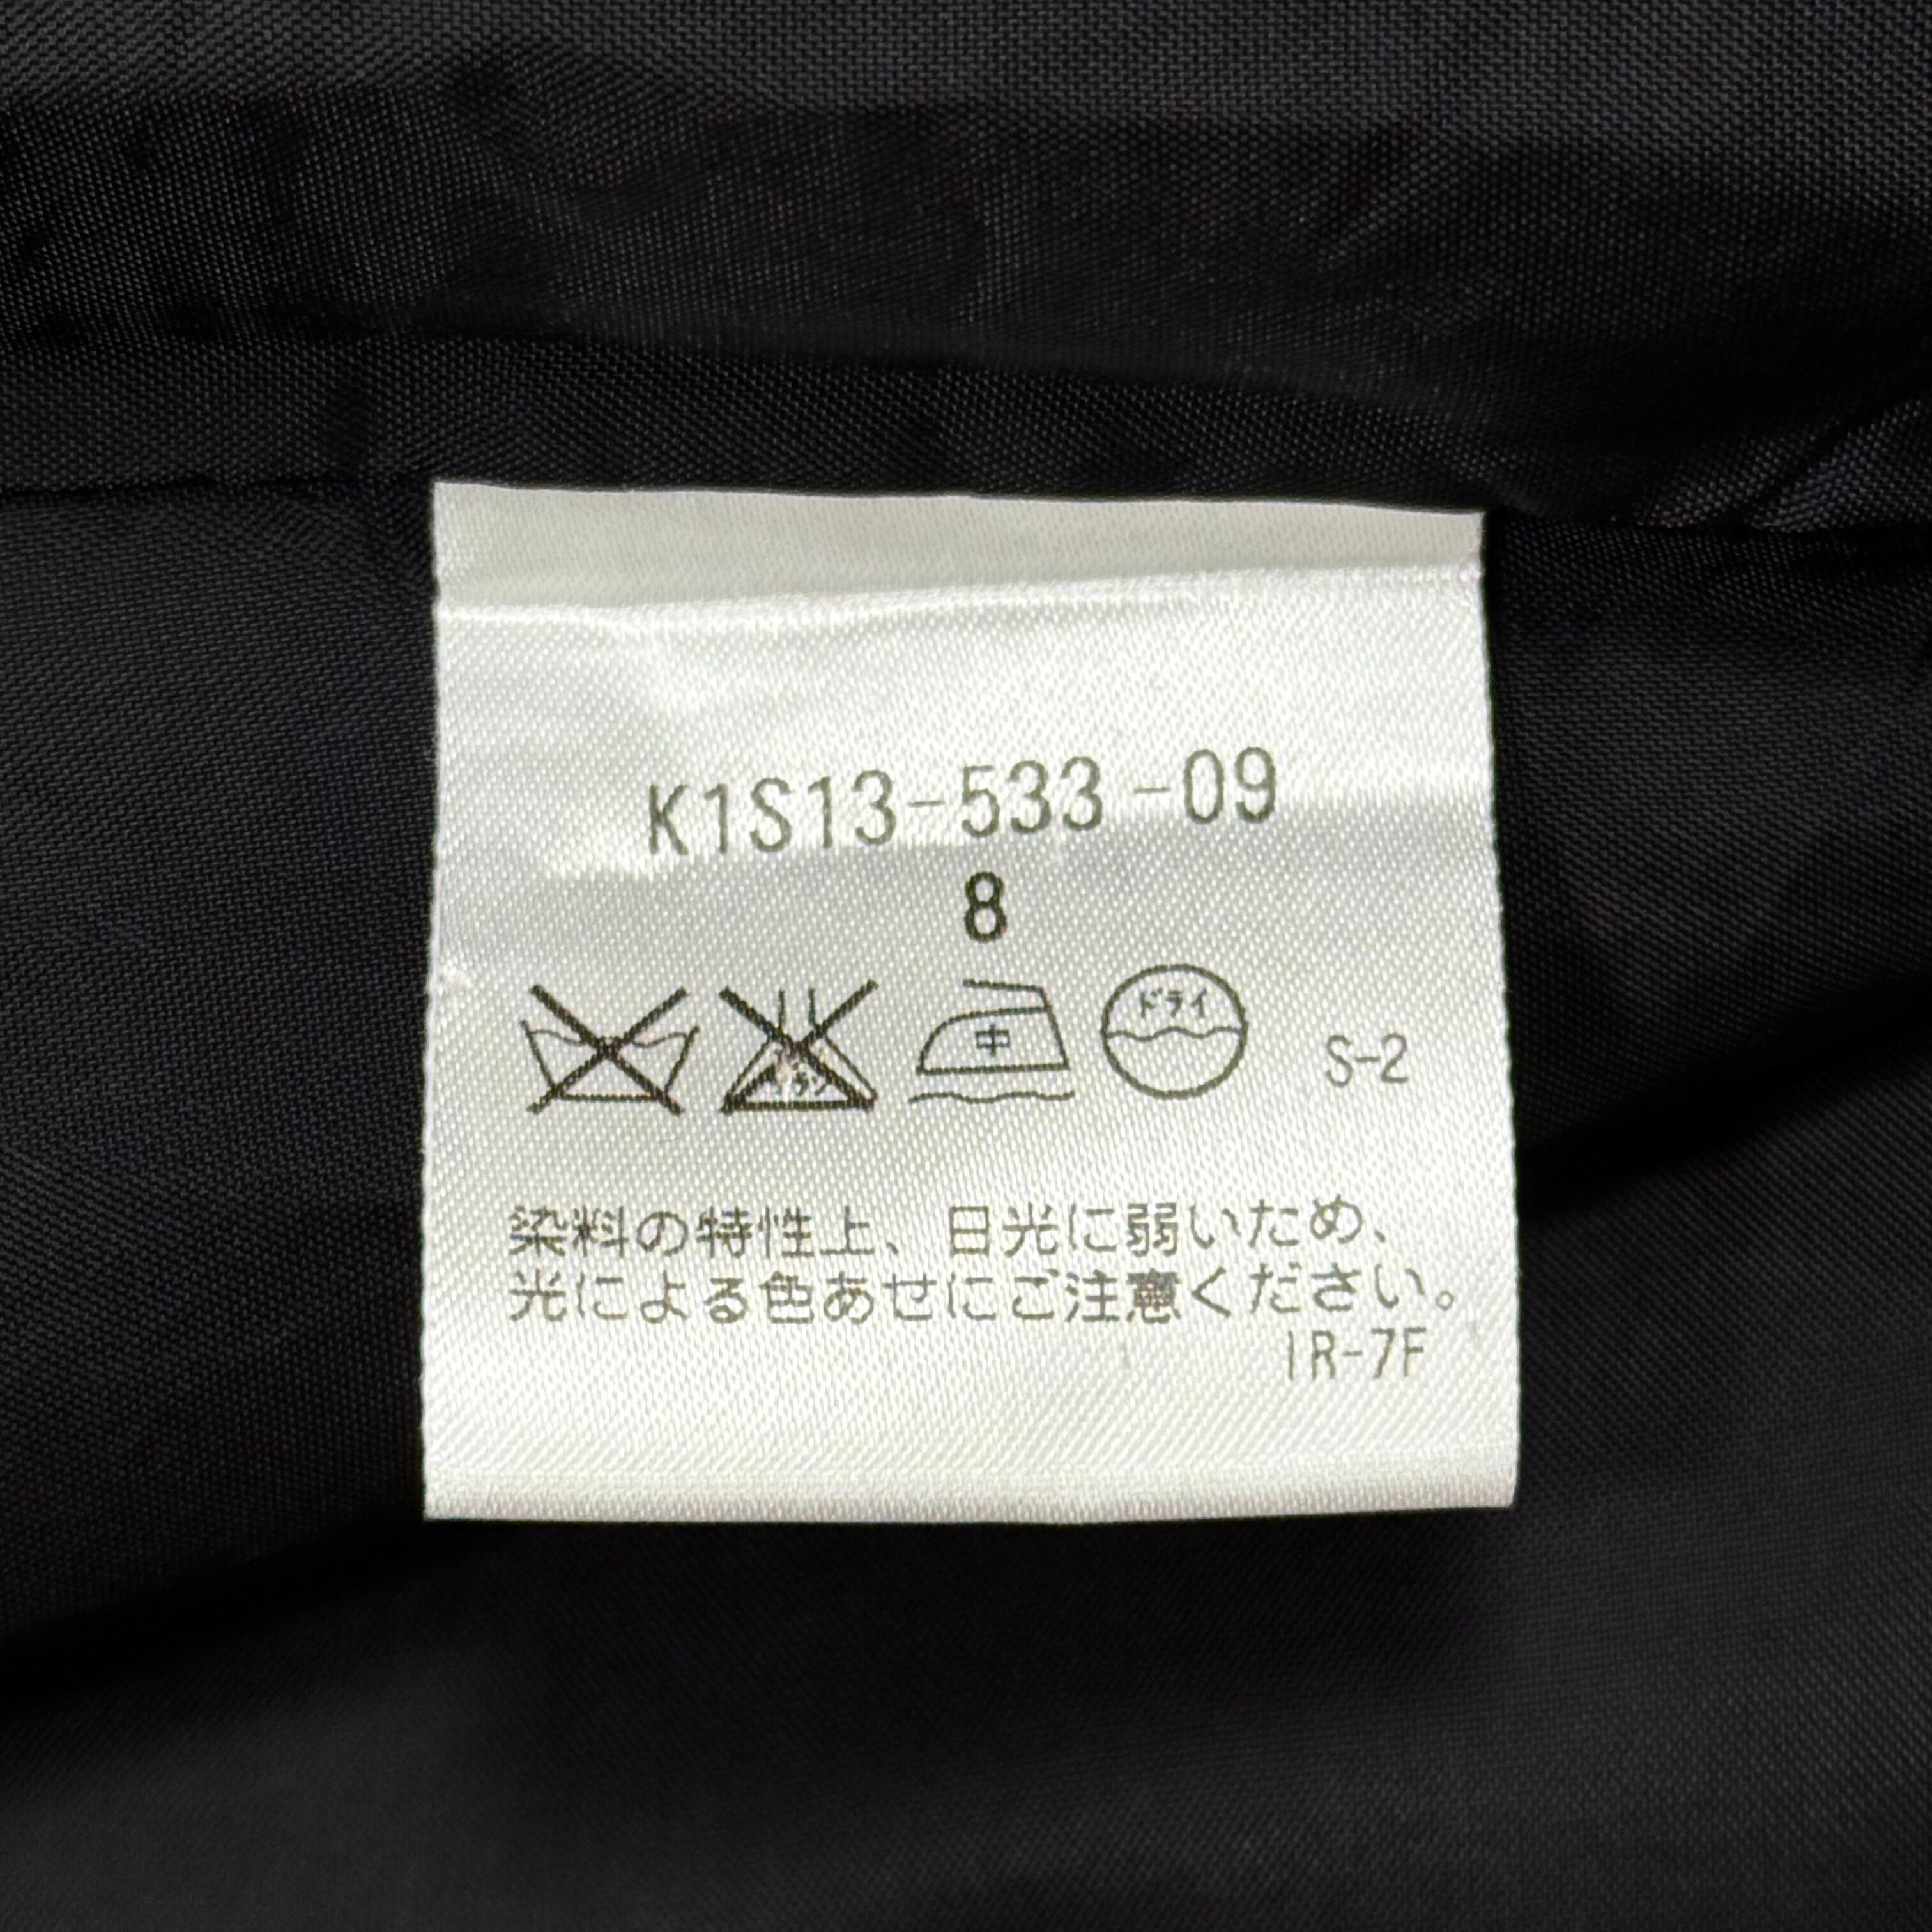 K1S13-533-09
8
中 ドライ S-2
染料の特性上、日光に弱いため、
光による色あせにご注意ください。
IR-7F